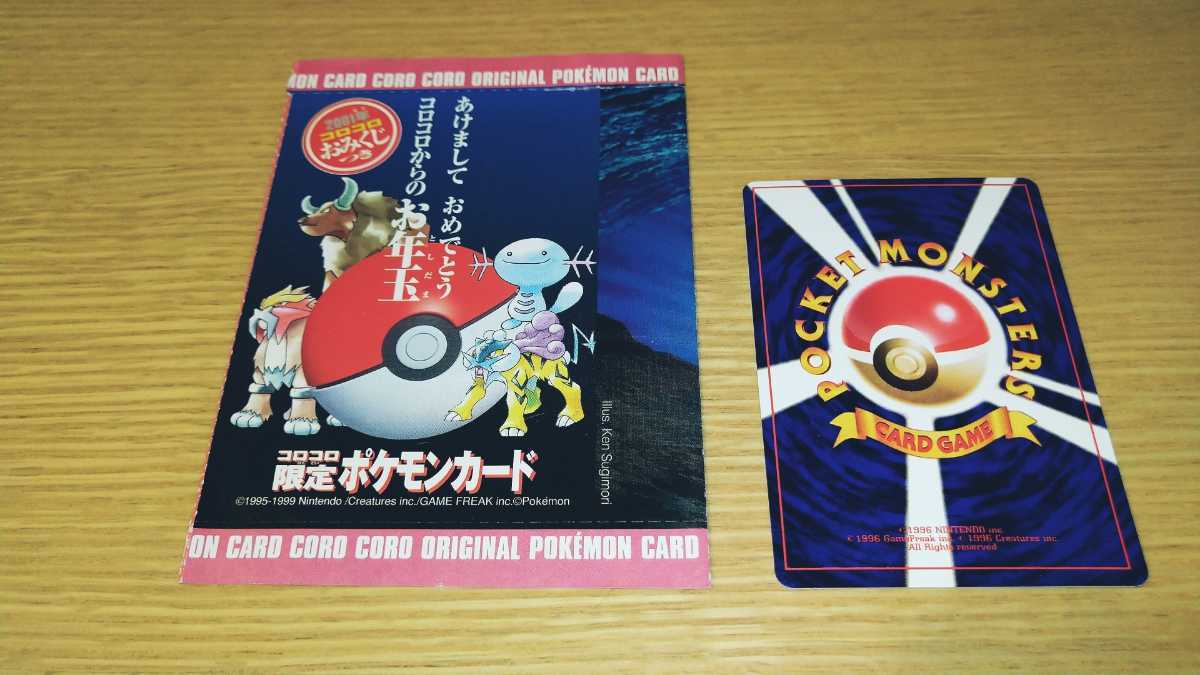 ON CARD CORO CORO ORIGINAL POKÉMON CARD
2001年
コロコロ
おみくじ
つき
あけまして おめでとう
コロコロからの お年玉
としだま
コロコロ
限定ポケモンカード
©1995-1999 Nintendo /Creatures inc./GAME FREAK inc.©Pokémon
Illus. Ken Sugimori
ON CARD CORO CORO ORIGINAL POKÉMON CARD
POCKET MONSTERS
CARD GAME
©1996 NINTENDO inc.
© 1996 GameFreak inc. © 1996 Creatures inc.
All Rights reserved